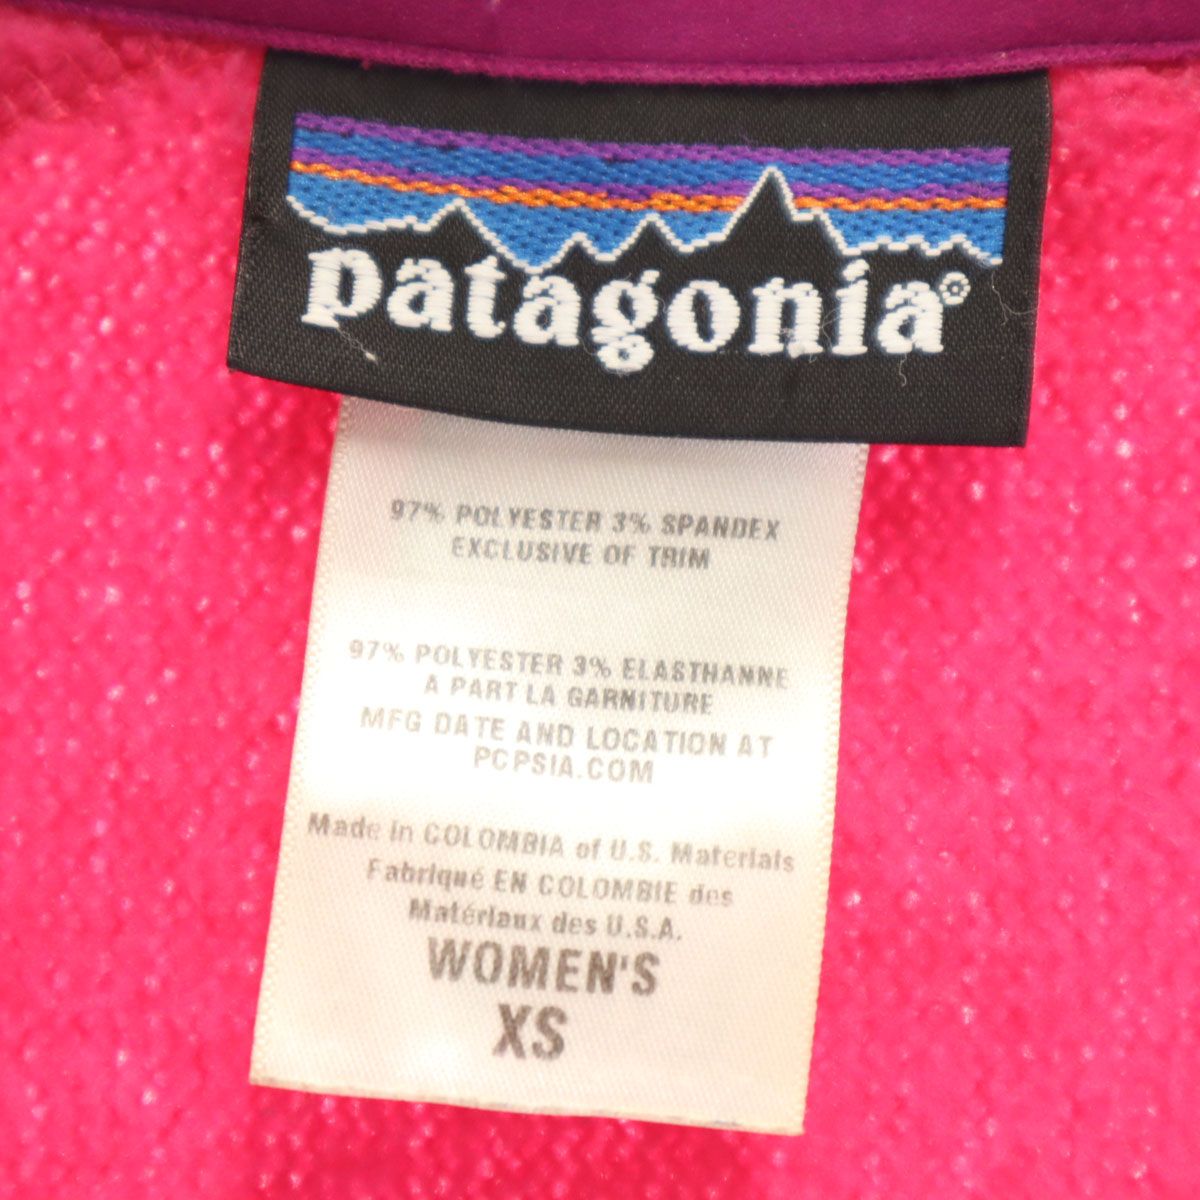 patagonia®
97% POLYESTER 3% SPANDEX
EXCLUSIVE OF TRIM
97% POLYESTER 3% ELASTHANNE
A PART LA GARNITURE
MFG DATE AND LOCATION AT
PCPSIA.COM
Made in COLOMBIA of U.S. Materials
Fabriqué EN COLOMBIE des
Matériaux des U.S.A.
WOMEN'S
XS